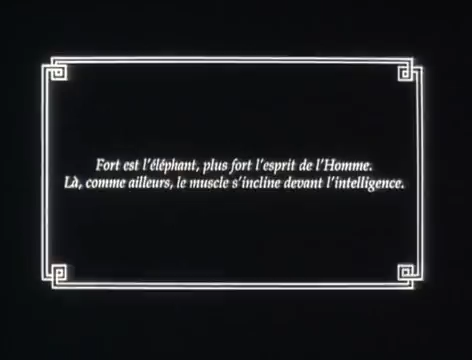 Fort est l'éléphant, plus fort l'esprit de l'Homme.
Là, comme ailleurs, le muscle s'incline devant l'intelligence.